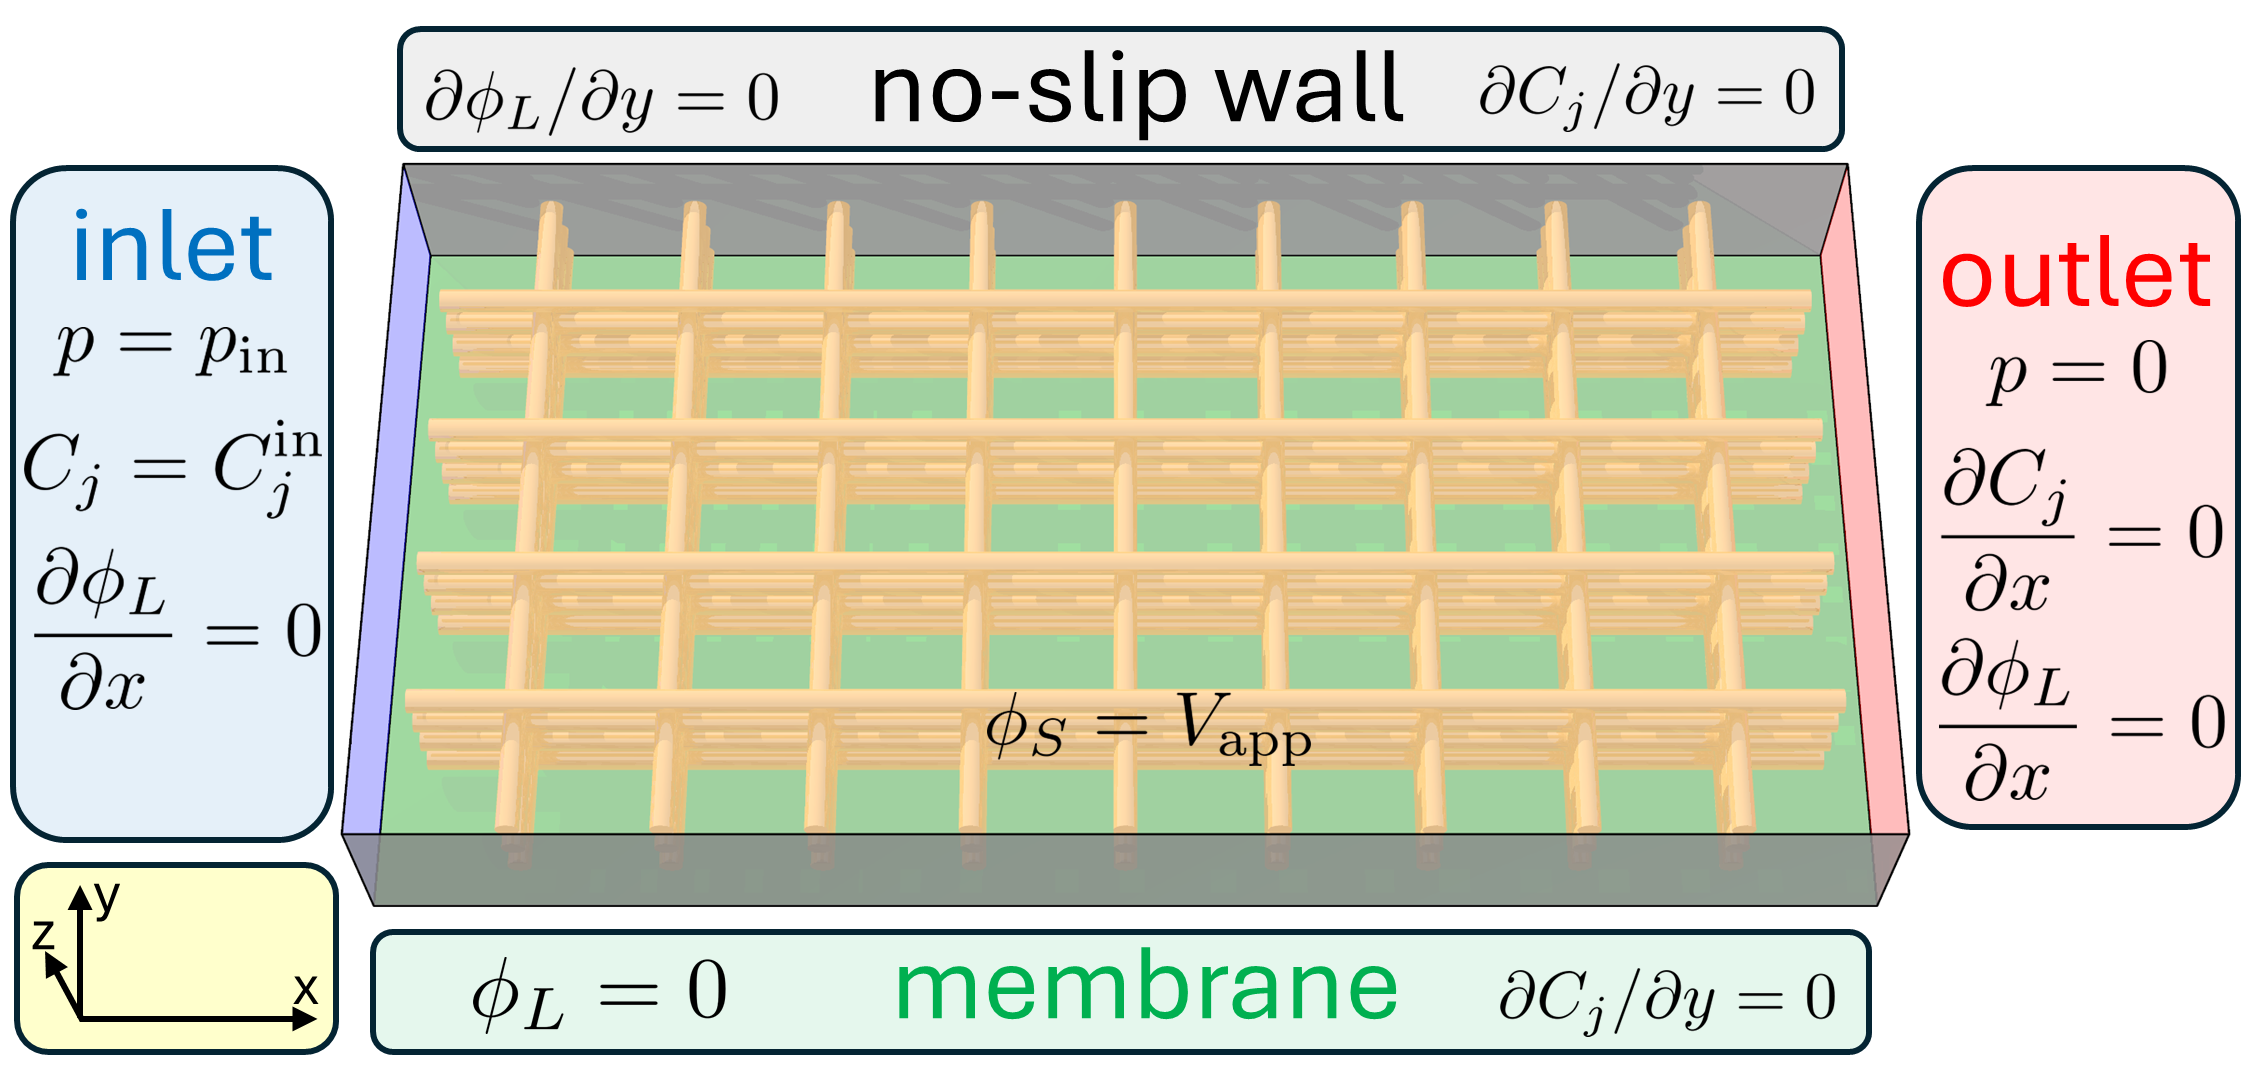 ∂ϕ_L/∂y = 0 no-slip wall ∂C_j/∂y = 0
inlet
p = p_in
C_j = C_j^in
∂ϕ_L/∂x = 0
outlet
p = 0
∂C_j/∂x = 0
∂ϕ_L/∂x = 0
ϕ_S = V_app
y
z
x
ϕ_L = 0 membrane ∂C_j/∂y = 0